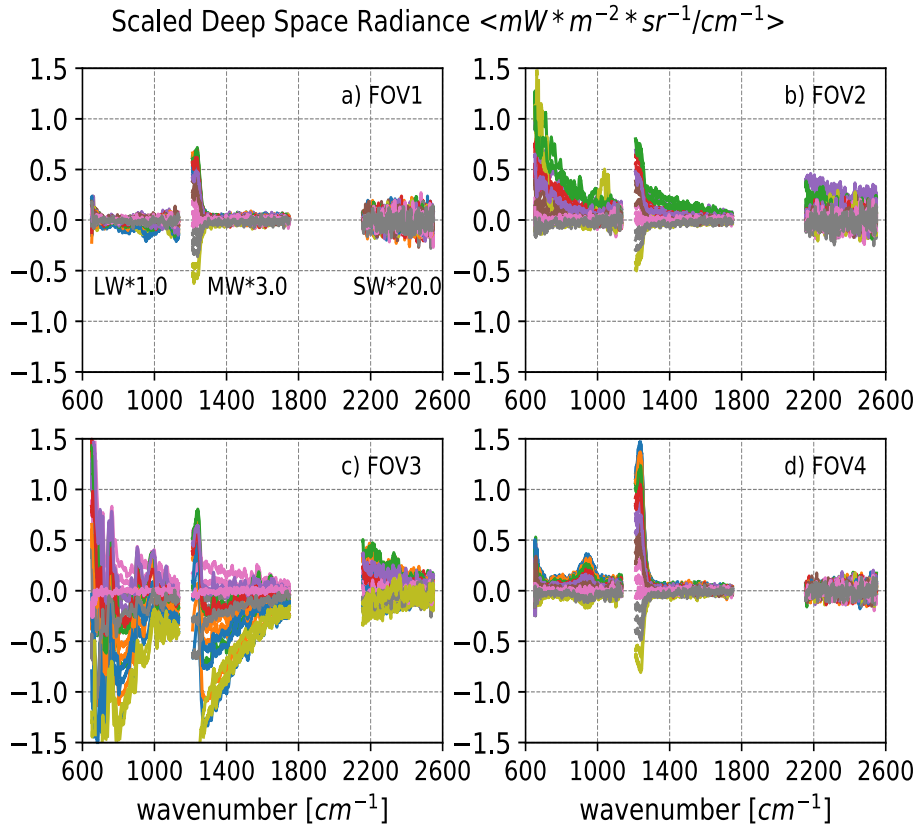 Scaled Deep Space Radiance <mW * m⁻² * sr⁻¹/cm⁻¹>
1.5 1.5
a) FOV1 b) FOV2
1.0 1.0
0.5 0.5
0.0 0.0
−0.5 −0.5
LW*1.0 MW*3.0 SW*20.0
−1.0 −1.0
−1.5 −1.5
600 1000 1400 1800 2200 2600 600 1000 1400 1800 2200 2600
1.5 1.5
c) FOV3 d) FOV4
1.0 1.0
0.5 0.5
0.0 0.0
−0.5 −0.5
−1.0 −1.0
−1.5 −1.5
600 1000 1400 1800 2200 2600 600 1000 1400 1800 2200 2600
wavenumber [cm⁻¹] wavenumber [cm⁻¹]